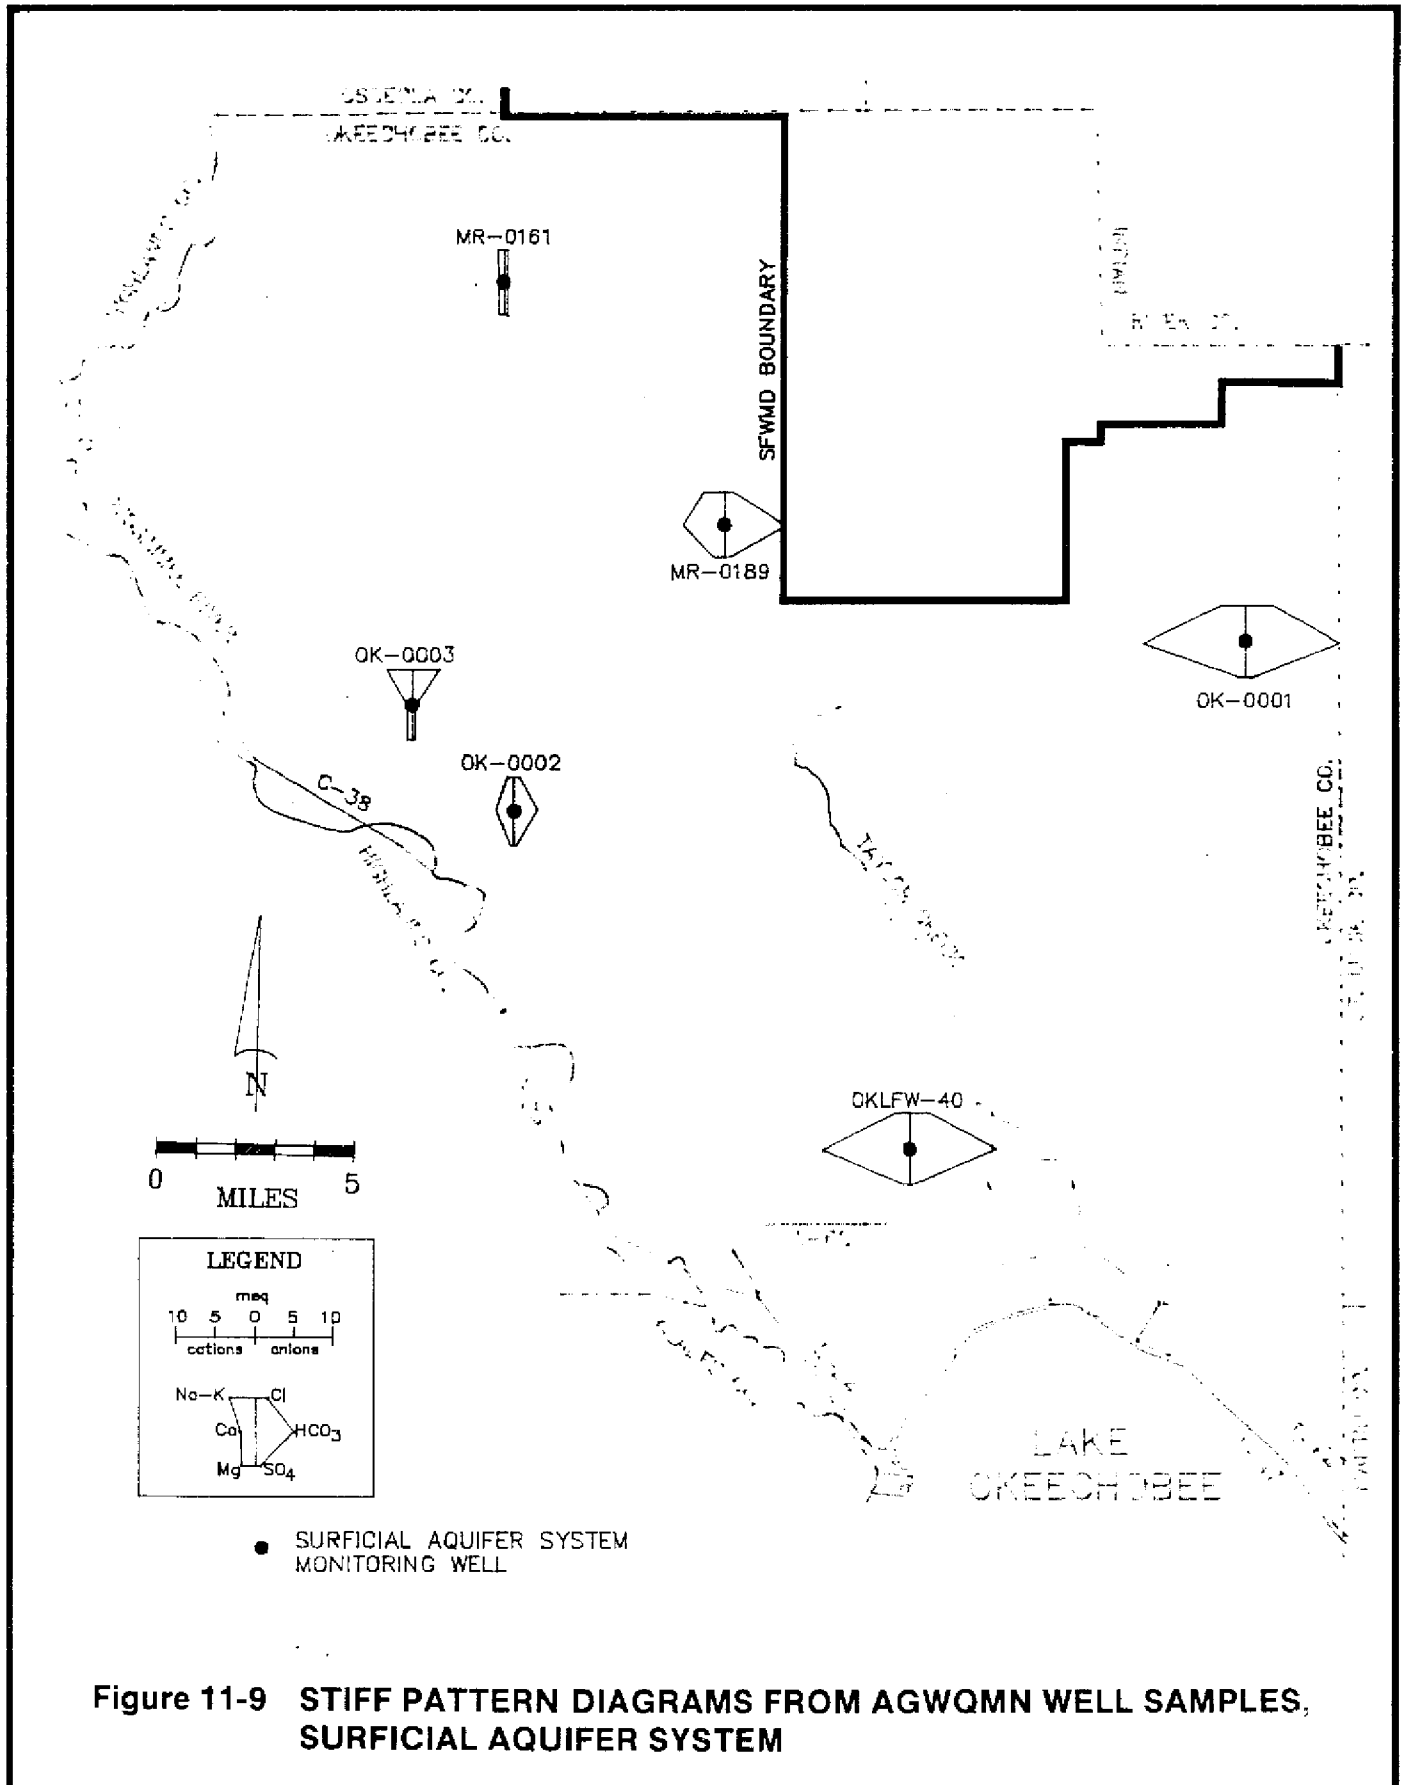 MR-0161
SFWMD BOUNDARY
MR-0189
OK-0003
OK-0001
OK-0002
C-38
OKEECHOBEE CO.
N
OKLFW-40
0 5
MILES
LEGEND
meq
10 5 0 5 10
cations anions
Na-K Cl
Ca HCO3
Mg SO4
LAKE
OKEECHOBEE
SURFICIAL AQUIFER SYSTEM
MONITORING WELL
Figure 11-9 STIFF PATTERN DIAGRAMS FROM AGWQMN WELL SAMPLES,
SURFICIAL AQUIFER SYSTEM